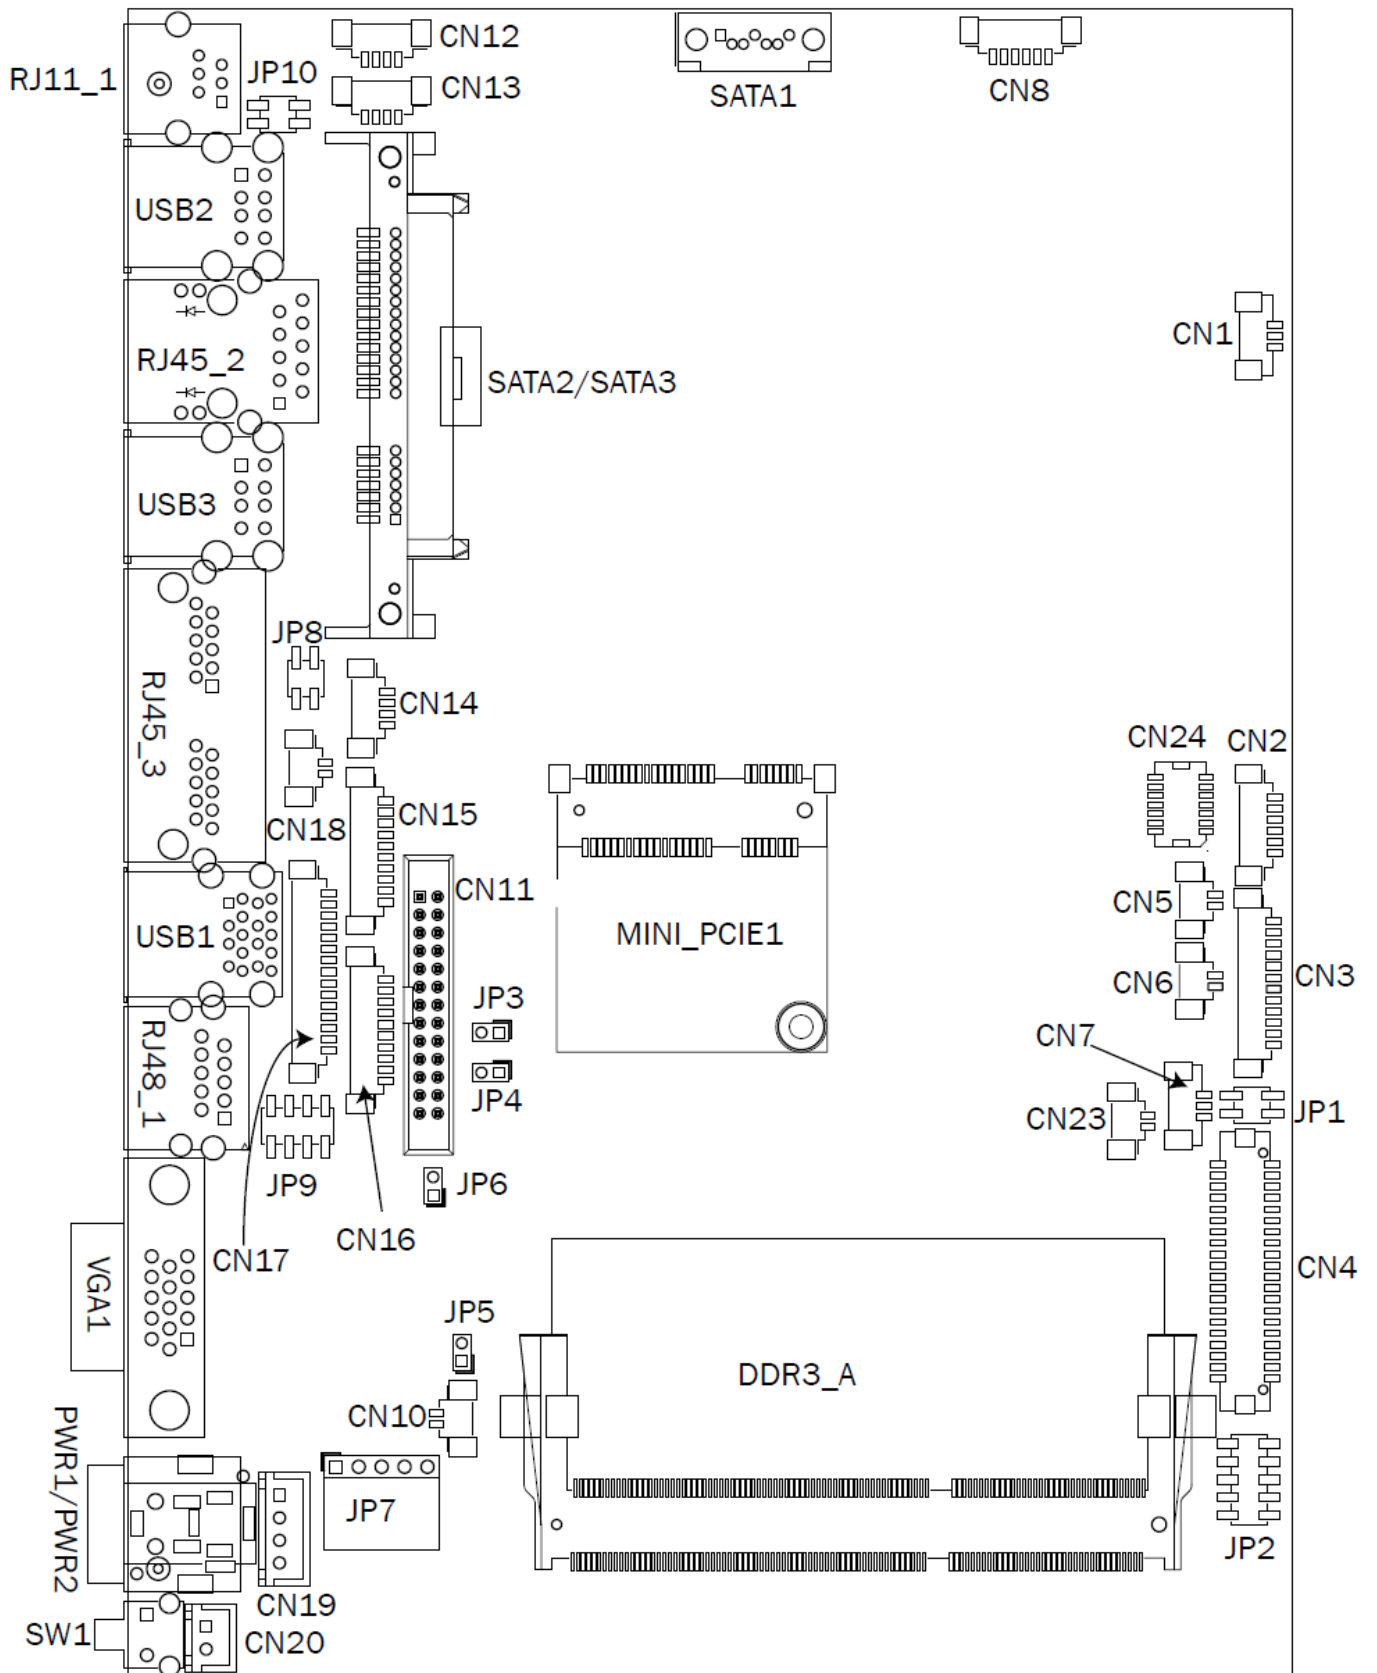 CN12
RJ11_1
JP10
CN13
SATA1
CN8
USB2
CN1
RJ45_2
SATA2/SATA3
USB3
JP8
RJ45_3
CN14
CN24
CN2
CN18
CN15
CN11
CN5
USB1
MINI_PCIE1
CN6
CN3
JP3
CN7
RJ48_1
JP4
CN23
JP1
JP9
JP6
CN17
CN16
VGA1
CN4
JP5
DDR3_A
CN10
PWR1/PWR2
JP7
JP2
CN19
SW1
CN20